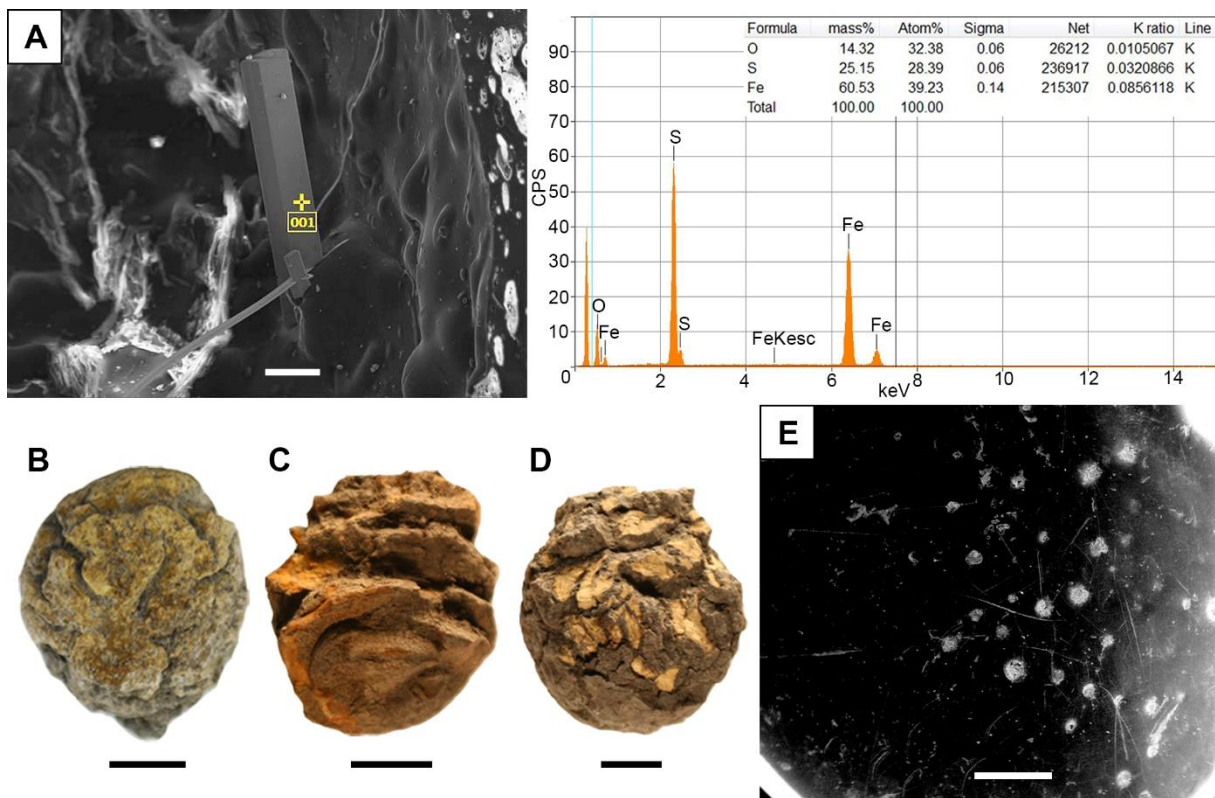 A
001
Formula mass% Atom% Sigma Net K ratio Line
O 14.32 32.38 0.06 26212 0.0105067 K
S 25.15 28.39 0.06 236917 0.0320866 K
Fe 60.53 39.23 0.14 215307 0.0856118 K
Total 100.00 100.00
90
80
70
60
50
40
30
20
10
0
CPS
O
Fe
S
S
FeKesc
Fe
Fe
2 4 6 8 10 12 14
keV
B
C
D
E